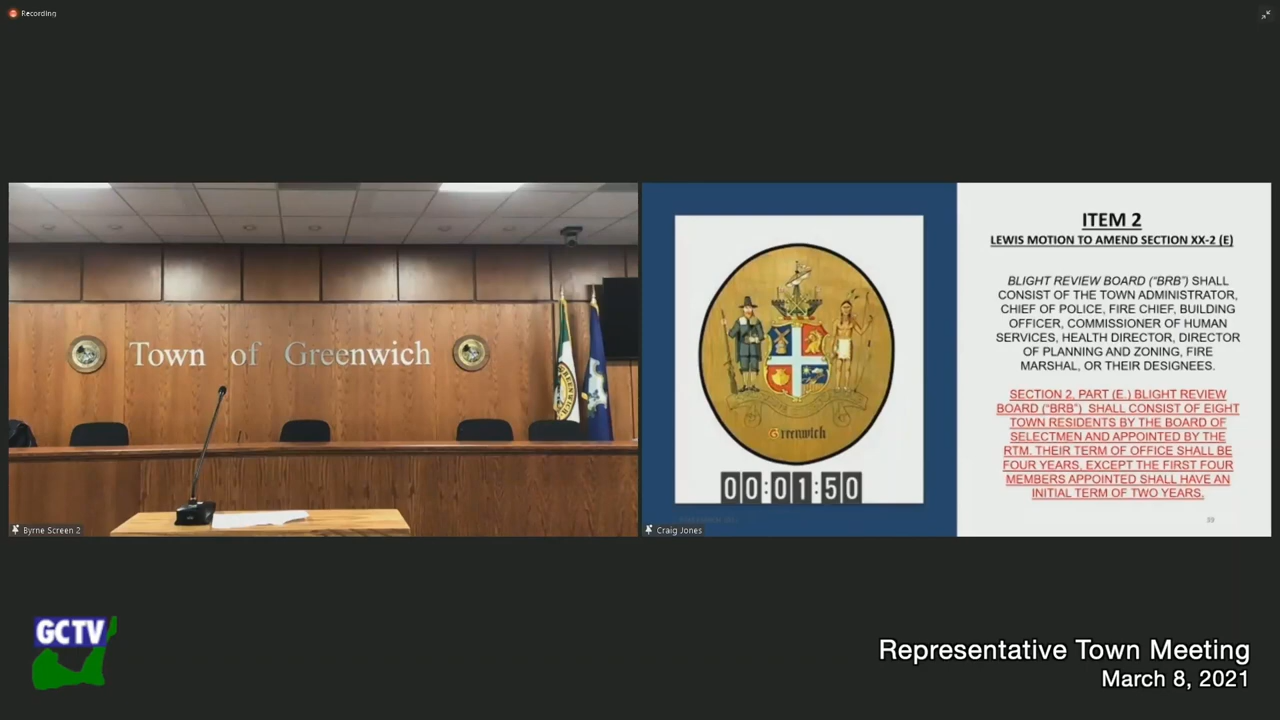 Recording
Town of Greenwich
Byrne Screen 2
Greenwich
00:01:50
Craig Jones
ITEM 2
LEWIS MOTION TO AMEND SECTION XX-2 (E)
BLIGHT REVIEW BOARD ("BRB") SHALL
CONSIST OF THE TOWN ADMINISTRATOR,
CHIEF OF POLICE, FIRE CHIEF, BUILDING
OFFICER, COMMISSIONER OF HUMAN
SERVICES, HEALTH DIRECTOR, DIRECTOR
OF PLANNING AND ZONING, FIRE
MARSHAL, OR THEIR DESIGNEES.
SECTION 2, PART (E.) BLIGHT REVIEW
BOARD ("BRB") SHALL CONSIST OF EIGHT
TOWN RESIDENTS BY THE BOARD OF
SELECTMEN AND APPOINTED BY THE
RTM. THEIR TERM OF OFFICE SHALL BE
FOUR YEARS, EXCEPT THE FIRST FOUR
MEMBERS APPOINTED SHALL HAVE AN
INITIAL TERM OF TWO YEARS.
39
GCTV
Representative Town Meeting
March 8, 2021